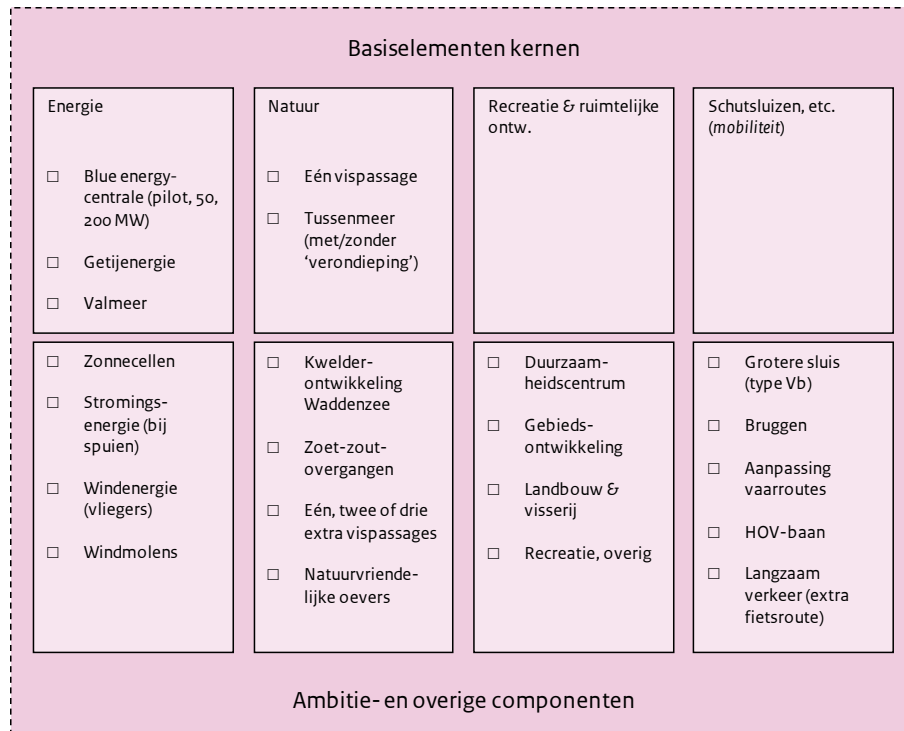 Basiselementen kernen
Energie
□ Blue energy-
centrale (pilot, 50,
200 MW)
□ Getijenergie
□ Valmeer
Natuur
□ Eén vispassage
□ Tussenmeer
(met/zonder
‘verondieping’)
Recreatie & ruimtelijke
ontw.
Schutsluizen, etc.
(mobiliteit)
□ Zonnecellen
□ Stromings-
energie (bij
spuien)
□ Windenergie
(vliegers)
□ Windmolens
□ Kwelder-
ontwikkeling
Waddenzee
□ Zoet-zout-
overgangen
□ Eén, twee of drie
extra vispassages
□ Natuurvriende-
lijke oevers
□ Duurzaam-
heidscentrum
□ Gebieds-
ontwikkeling
□ Landbouw &
visserij
□ Recreatie, overig
□ Grotere sluis
(type Vb)
□ Bruggen
□ Aanpassing
vaarroutes
□ HOV-baan
□ Langzaam
verkeer (extra
fietsroute)
Ambitie- en overige componenten